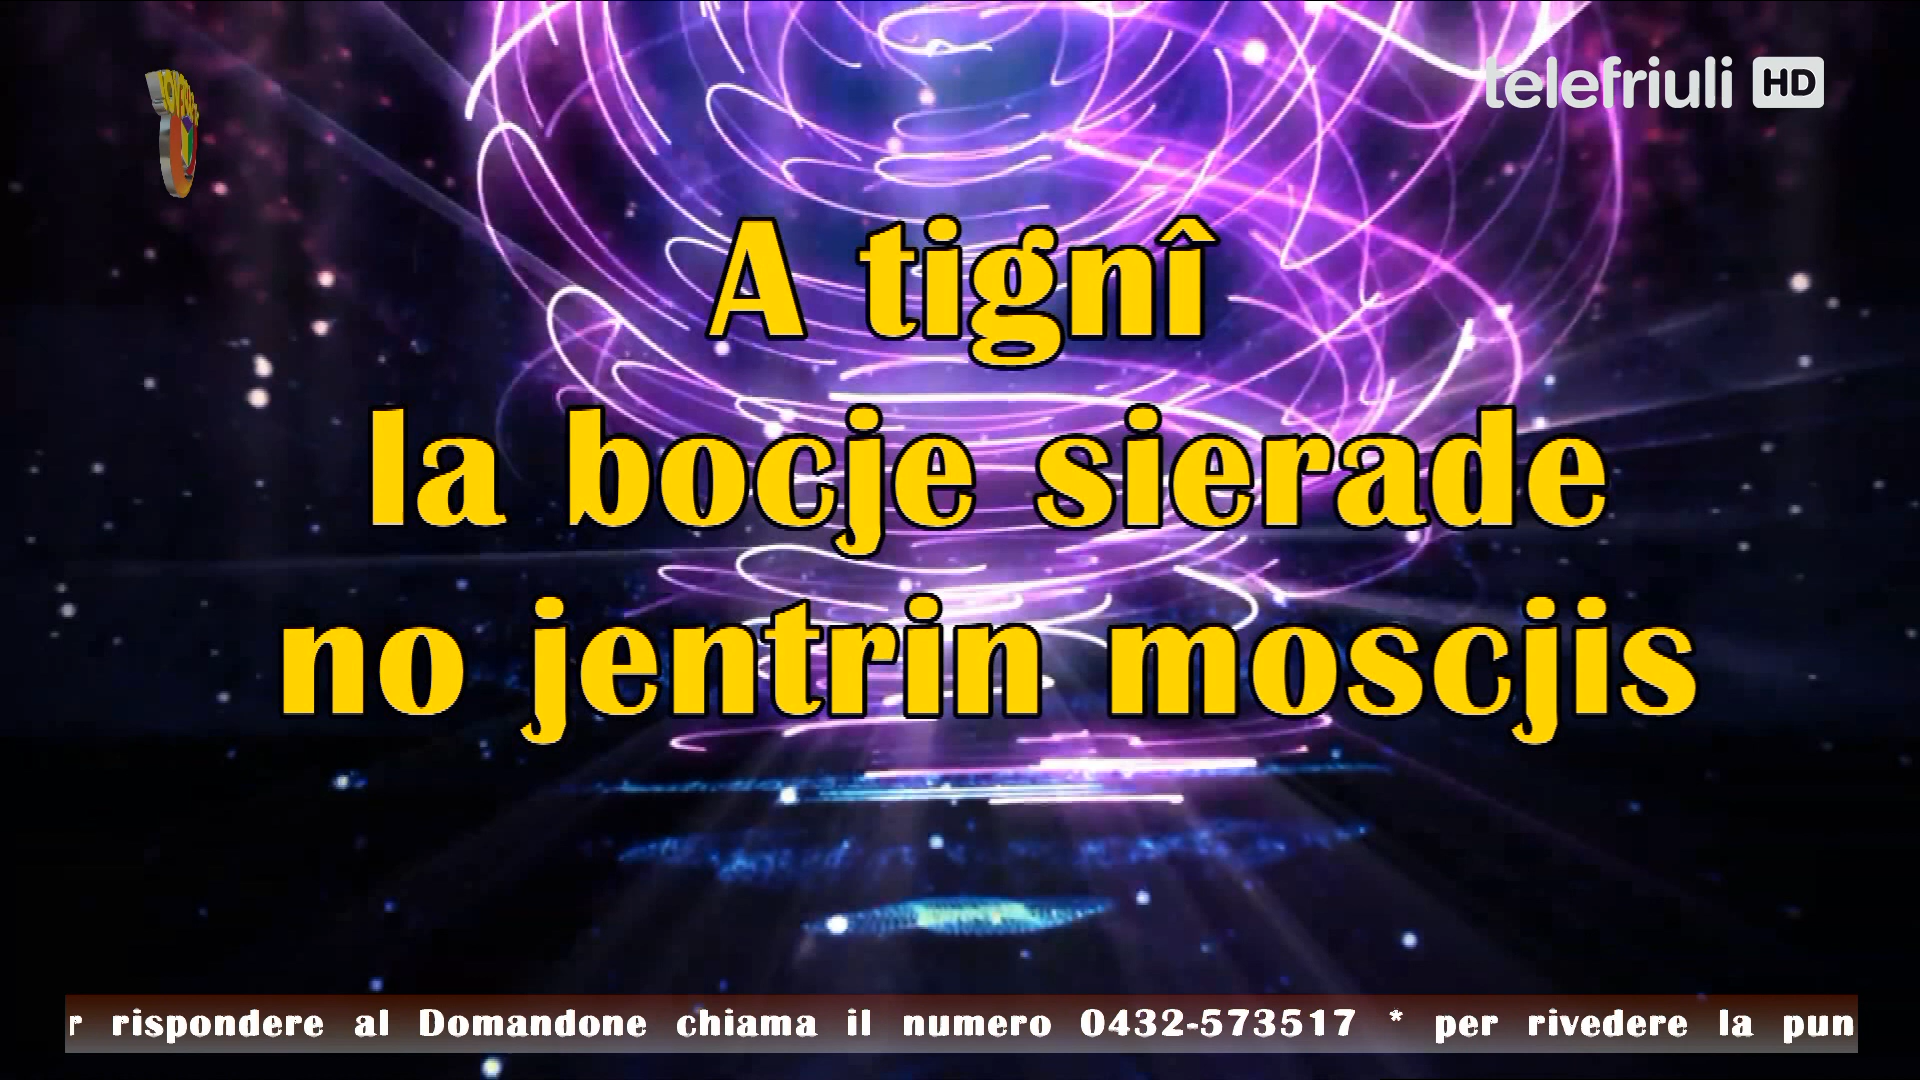 telefriuli HD
A tignî
la bocje sierade
no jentrin moscjis
r rispondere al Domandone chiama il numero 0432-573517 * per rivedere la pun